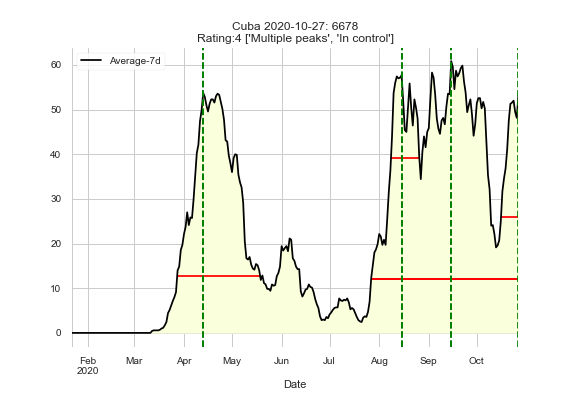 Cuba 2020-10-27: 6678
Rating:4 ['Multiple peaks', 'In control']
Average-7d
60
50
40
30
20
10
0
Feb Mar Apr May Jun Jul Aug Sep Oct
2020
Date